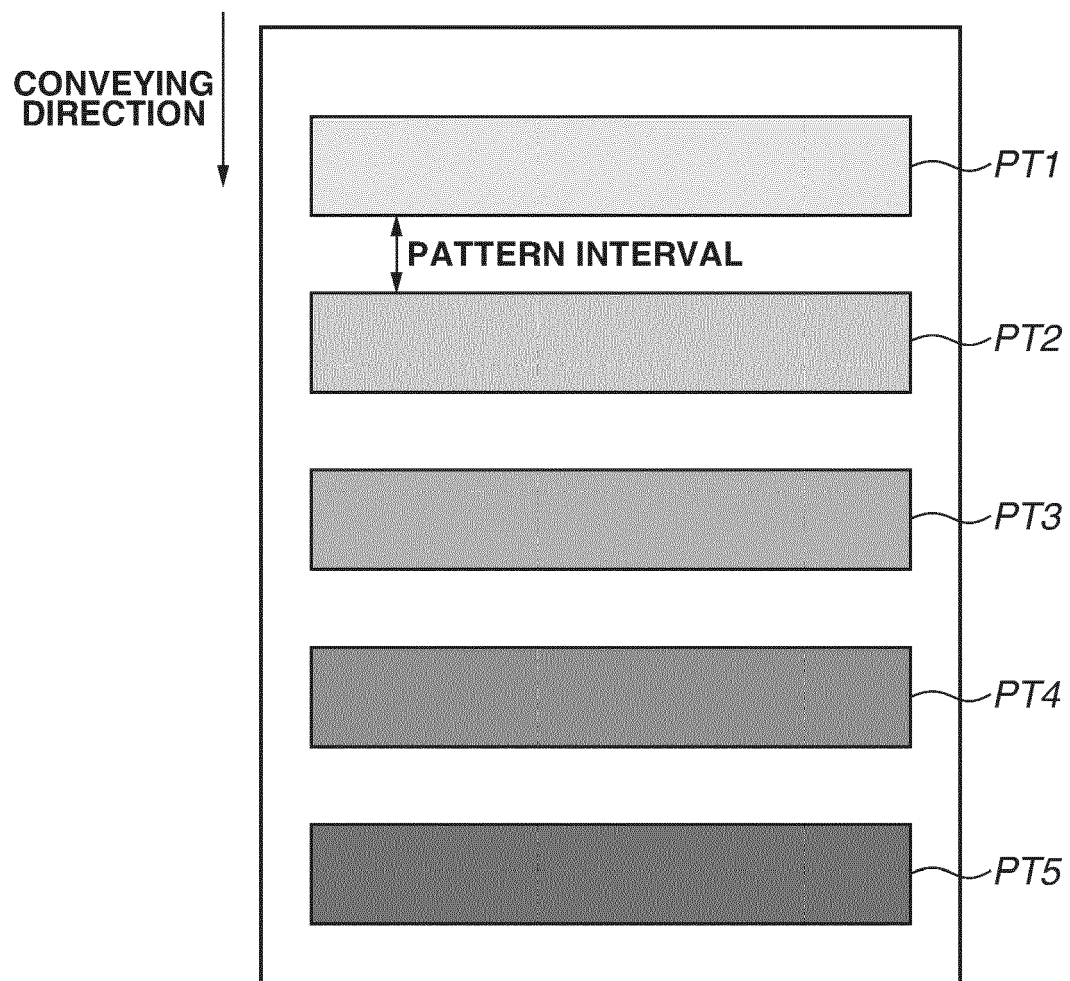 CONVEYING
DIRECTION
PT1
PATTERN INTERVAL
PT2
PT3
PT4
PT5